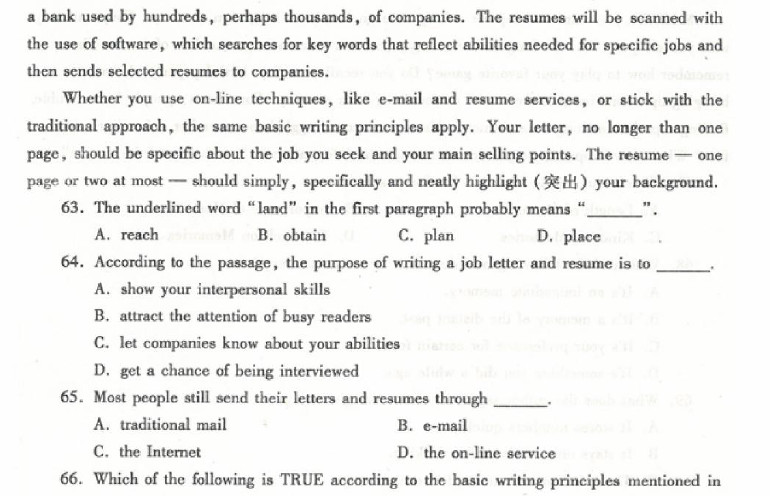 a bank used by hundreds, perhaps thousands, of companies. The resumes will be scanned with
the use of software, which searches for key words that reflect abilities needed for specific jobs and
then sends selected resumes to companies.
Whether you use on-line techniques, like e-mail and resume services, or stick with the
traditional approach, the same basic writing principles apply. Your letter, no longer than one
page, should be specific about the job you seek and your main selling points. The resume — one
page or two at most — should simply, specifically and neatly highlight (突出) your background.
63. The underlined word "land" in the first paragraph probably means "______".
A. reach B. obtain C. plan D. place
64. According to the passage, the purpose of writing a job letter and resume is to ______.
A. show your interpersonal skills
B. attract the attention of busy readers
C. let companies know about your abilities
D. get a chance of being interviewed
65. Most people still send their letters and resumes through ______.
A. traditional mail B. e-mail
C. the Internet D. the on-line service
66. Which of the following is TRUE according to the basic writing principles mentioned in